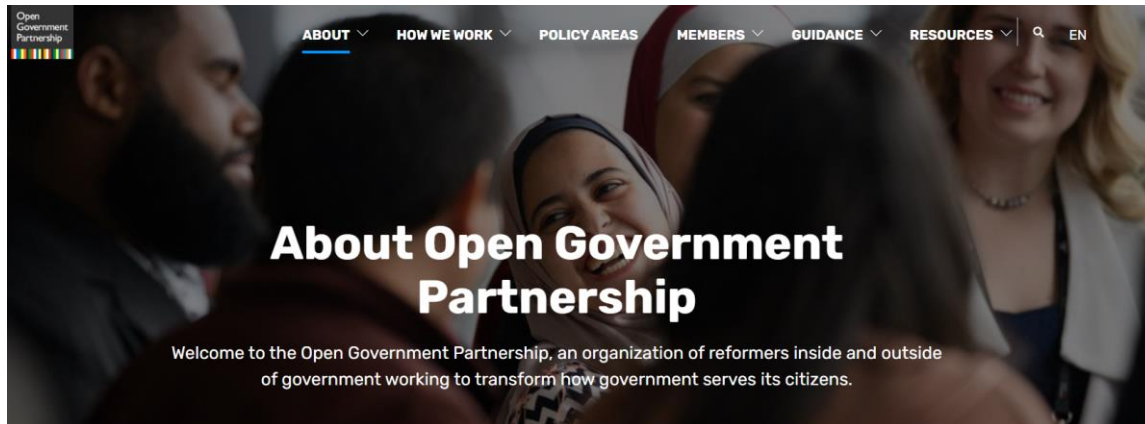 Open
Government
Partnership
ABOUT HOW WE WORK POLICY AREAS MEMBERS GUIDANCE RESOURCES EN
About Open Government
Partnership
Welcome to the Open Government Partnership, an organization of reformers inside and outside
of government working to transform how government serves its citizens.